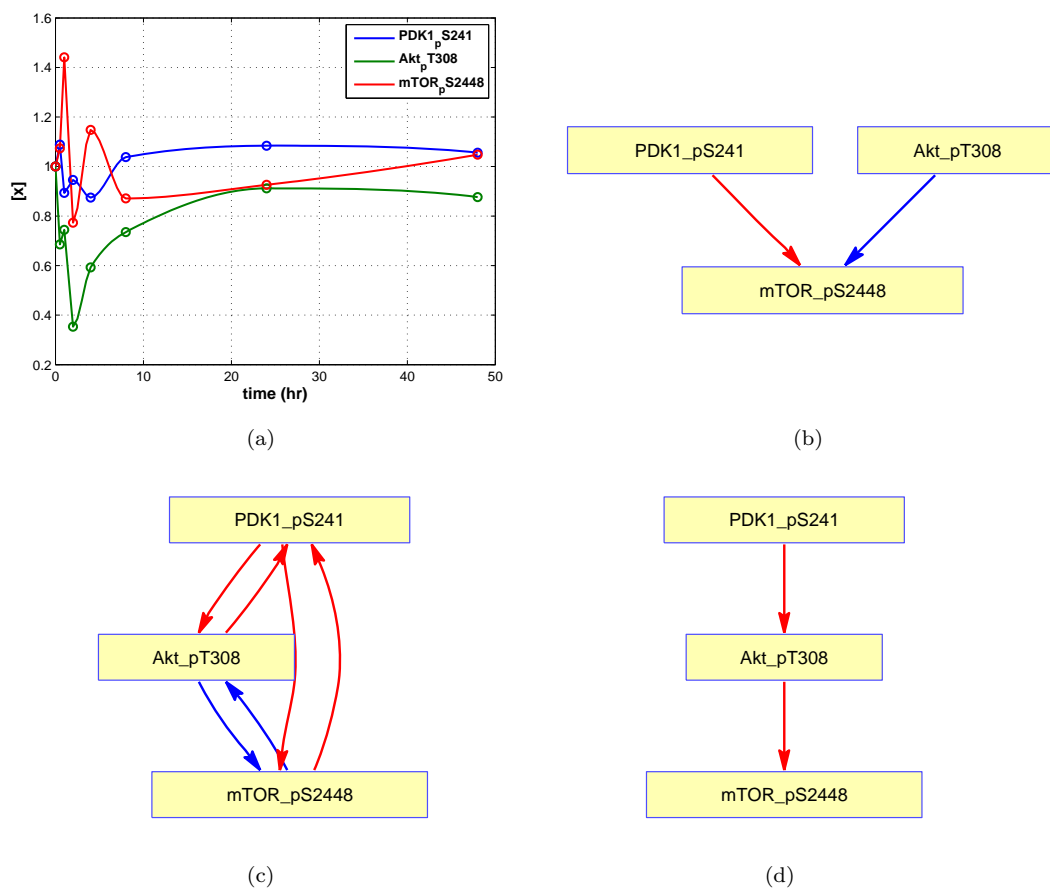 1.6
1.4
1.2
1
0.8
0.6
0.4
0.2
[x]
0 10 20 30 40 50
time (hr)
PDK1pS241
AktpT308
mTORpS2448
(a)
PDK1_pS241 Akt_pT308
mTOR_pS2448
(b)
PDK1_pS241
Akt_pT308
mTOR_pS2448
(c)
PDK1_pS241
Akt_pT308
mTOR_pS2448
(d)